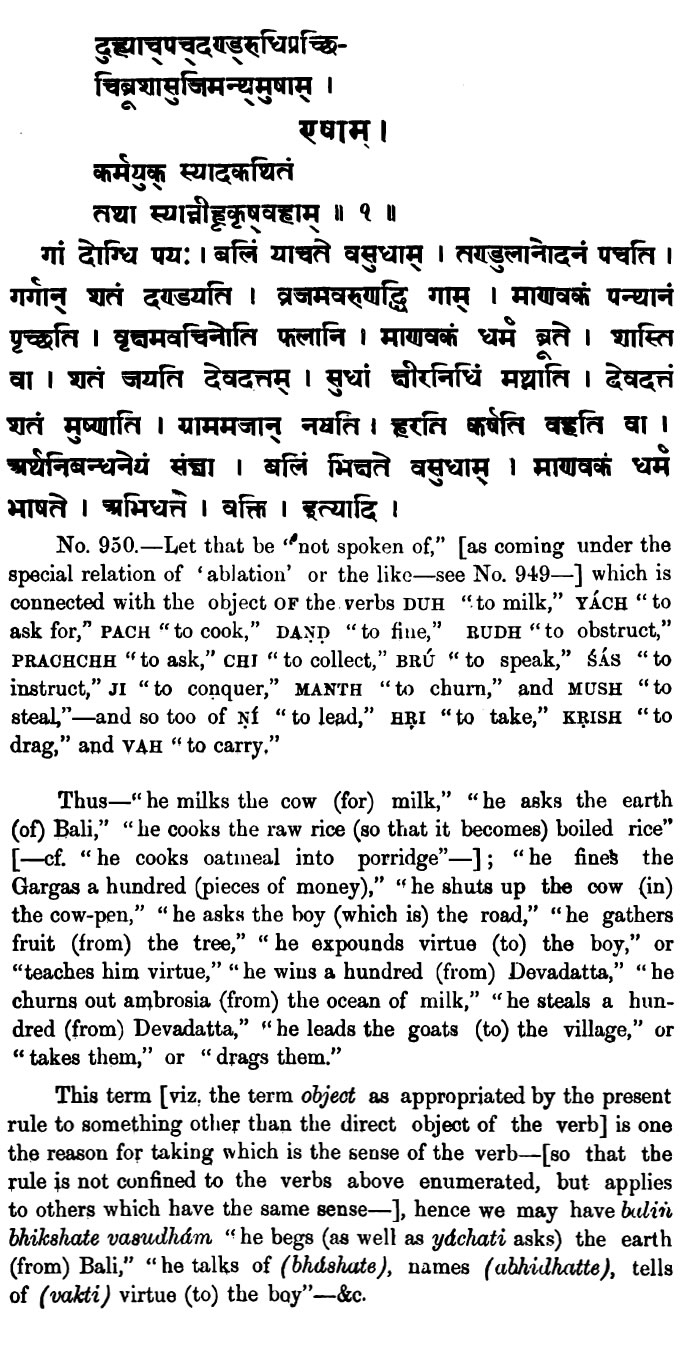 दुह्याच्पच्दण्ड्रुधिप्रच्छि-
चिब्रूशासुजिमन्थ्मुषाम् ।
एषाम् ।
कर्मयुक् स्यादकथितं
तथा स्यान्नीहृकृष्वहाम् ॥ १ ॥
गां दोग्धि पयः । बलिं याचते वसुधाम् । तण्डुलानोदनं पचति ।
गर्गान् शतं दण्डयति । व्रजमवरुणद्धि गाम् । माणवकं पन्थानं
पृच्छति । वृक्षमवचिनोति फलानि । माणवकं धर्मं ब्रूते । शास्ति
वा । शतं जयति देवदत्तम् । सुधां क्षीरनिधिं मथ्नाति । देवदत्तं
शतं मुष्णाति । ग्राममजान् नयति । हरति कर्षति वहति वा ।
अर्थनिबन्धनेयं संज्ञा । बलिं भिक्षते वसुधाम् । माणवकं धर्मं
भाषते । अभिधत्ते । वक्ति । इत्यादि ।
No. 950.—Let that be “not spoken of,” [as coming under the
special relation of ‘ablation’ or the like—see No. 949—] which is
connected with the object OF the verbs DUH “to milk,” YÁCH “to
ask for,” PACH “to cook,” DAṆḌ “to fine,” RUDH “to obstruct,”
PRACHCHH “to ask,” CHI “to collect,” BRÚ “to speak,” ŚÁS “to
instruct,” JI “to conquer,” MANTH “to churn,” and MUSH “to
steal,”—and so too of ṆÍ “to lead,” HṚI “to take,” KṚISH “to
drag,” and VAH “to carry.”
Thus—“he milks the cow (for) milk,” “he asks the earth
(of) Bali,” “he cooks the raw rice (so that it becomes) boiled rice”
[—cf. “he cooks oatmeal into porridge”—]; “he fines the
Gargas a hundred (pieces of money),” “he shuts up the cow (in)
the cow-pen,” “he asks the boy (which is) the road,” “he gathers
fruit (from) the tree,” “he expounds virtue (to) the boy,” or
“teaches him virtue,” “he wins a hundred (from) Devadatta,” “he
churns out ambrosia (from) the ocean of milk,” “he steals a hun-
dred (from) Devadatta,” “he leads the goats (to) the village,” or
“takes them,” or “drags them.”
This term [viz. the term object as appropriated by the present
rule to something other than the direct object of the verb] is one
the reason for taking which is the sense of the verb—[so that the
rule is not confined to the verbs above enumerated, but applies
to others which have the same sense—], hence we may have baliṅ
bhikshate vasudhám “he begs (as well as yáchati asks) the earth
(from) Bali,” “he talks of (bháshate), names (abhidhatte), tells
of (vakti) virtue (to) the boy”—&c.